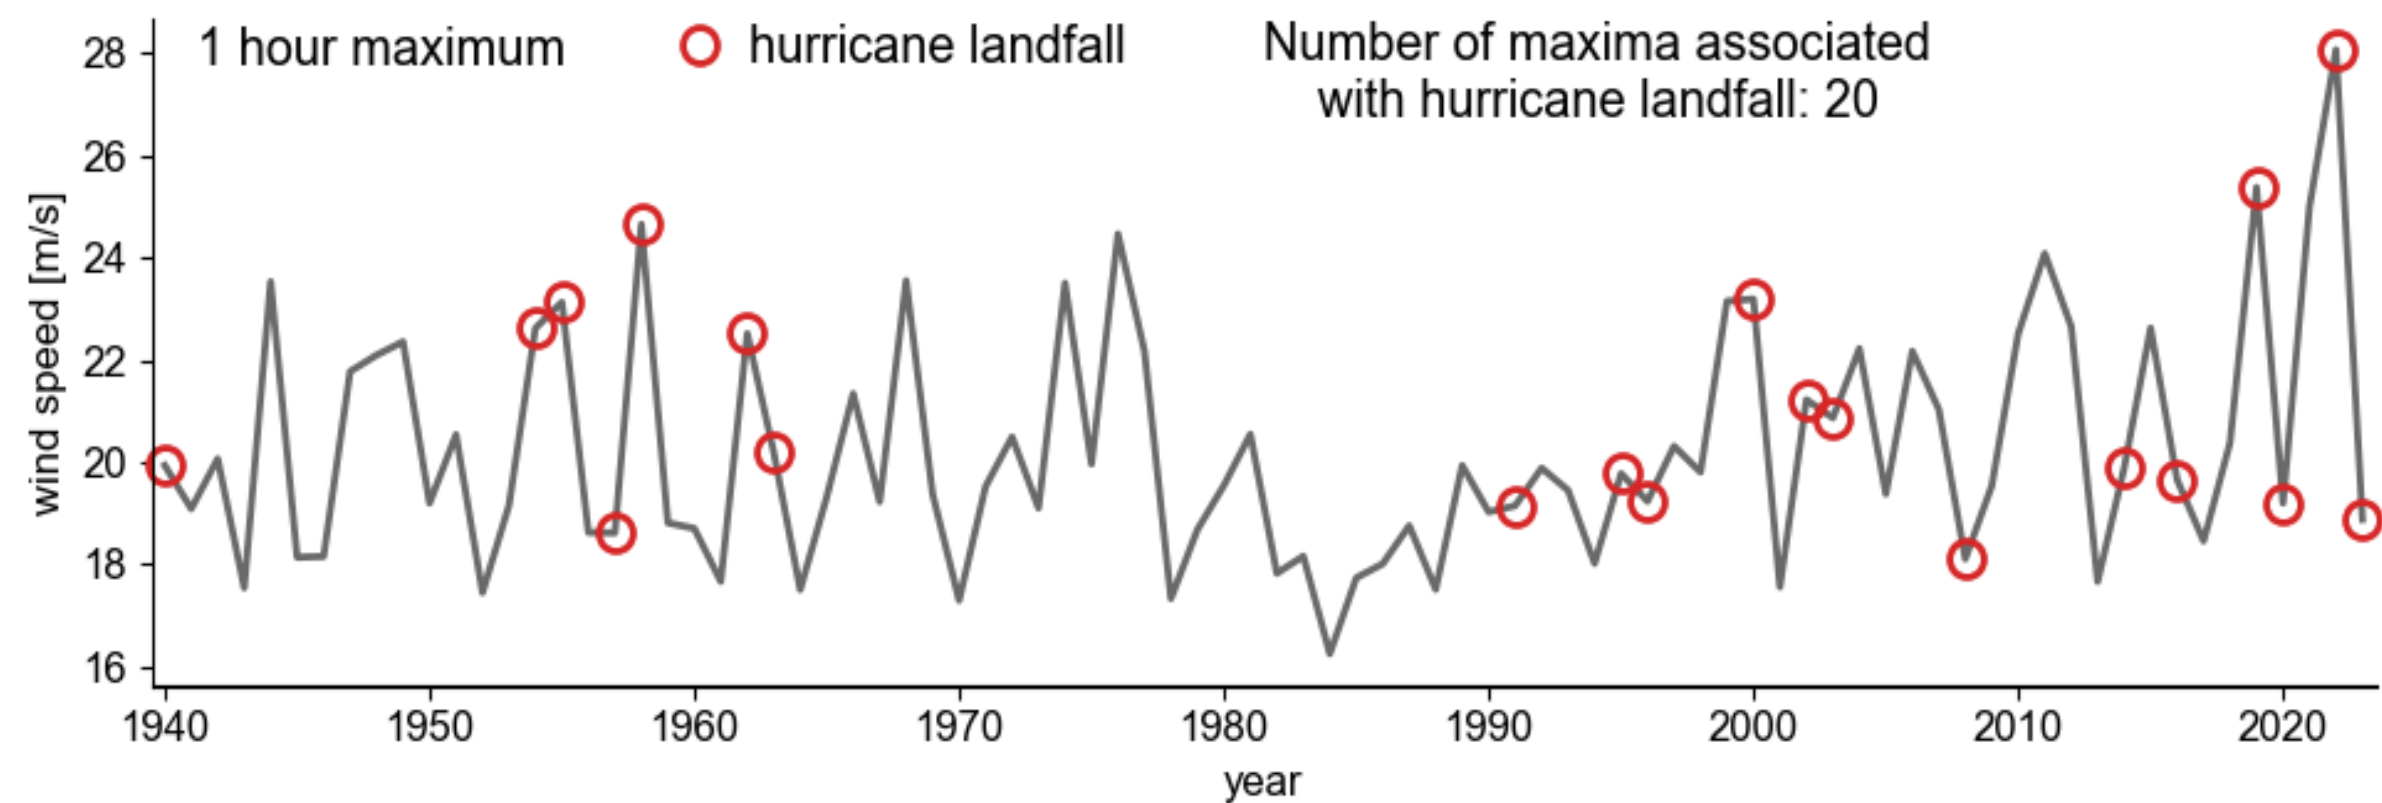 1 hour maximum
hurricane landfall
Number of maxima associated
with hurricane landfall: 20
wind speed [m/s]
28
26
24
22
20
18
16
1940 1950 1960 1970 1980 1990 2000 2010 2020
year